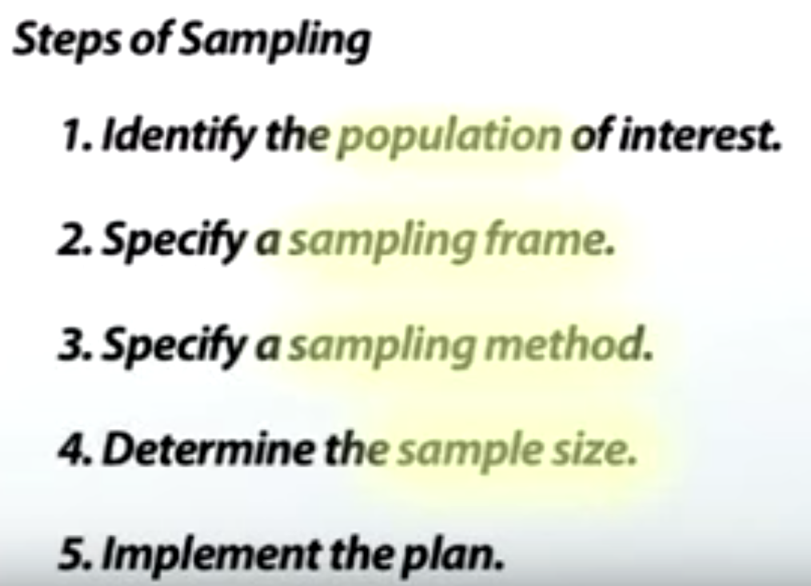 Steps of Sampling
1. Identify the population of interest.
2. Specify a sampling frame.
3. Specify a sampling method.
4. Determine the sample size.
5. Implement the plan.